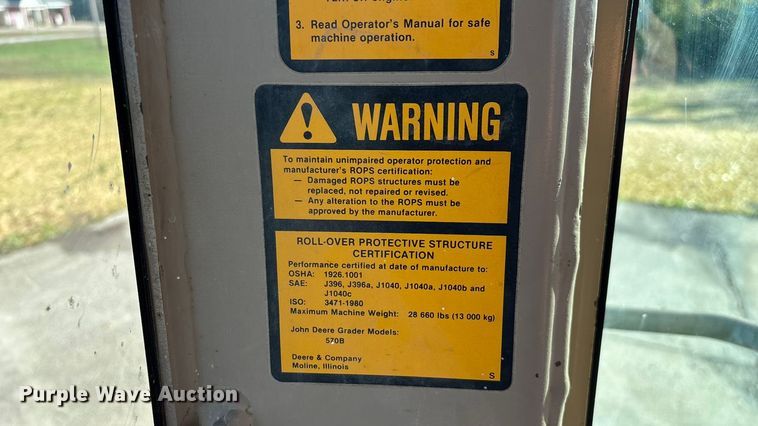 3. Read Operator's Manual for safe
machine operation.
S
WARNING
To maintain unimpaired operator protection and
manufacturer's ROPS certification:
— Damaged ROPS structures must be
replaced, not repaired or revised.
— Any alteration to the ROPS must be
approved by the manufacturer.
ROLL-OVER PROTECTIVE STRUCTURE
CERTIFICATION
Performance certified at date of manufacture to:
OSHA: 1926.1001
SAE: J396, J396a, J1040, J1040a, J1040b and
J1040c
ISO: 3471-1980
Maximum Machine Weight: 28 660 lbs (13 000 kg)
John Deere Grader Models:
570B
Deere & Company
Moline, Illinois
S
Purple Wave Auction